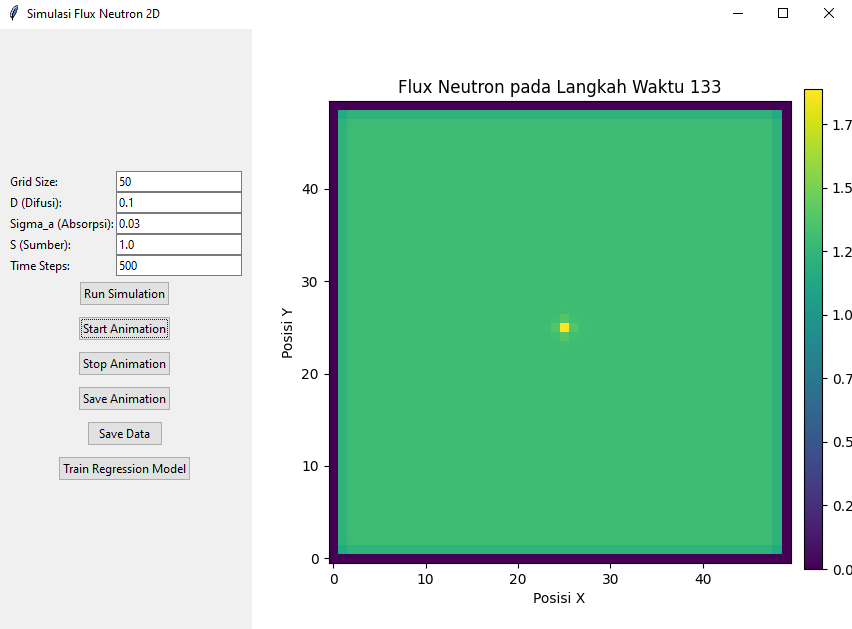 Simulasi Flux Neutron 2D
Grid Size: 50
D (Difusi): 0.1
Sigma_a (Absorpsi): 0.03
S (Sumber): 1.0
Time Steps: 500
Run Simulation
Start Animation
Stop Animation
Save Animation
Save Data
Train Regression Model
Flux Neutron pada Langkah Waktu 133
Posisi Y
40
30
20
10
0
0 10 20 30 40
Posisi X
1.7
1.5
1.2
1.0
0.7
0.5
0.2
0.0